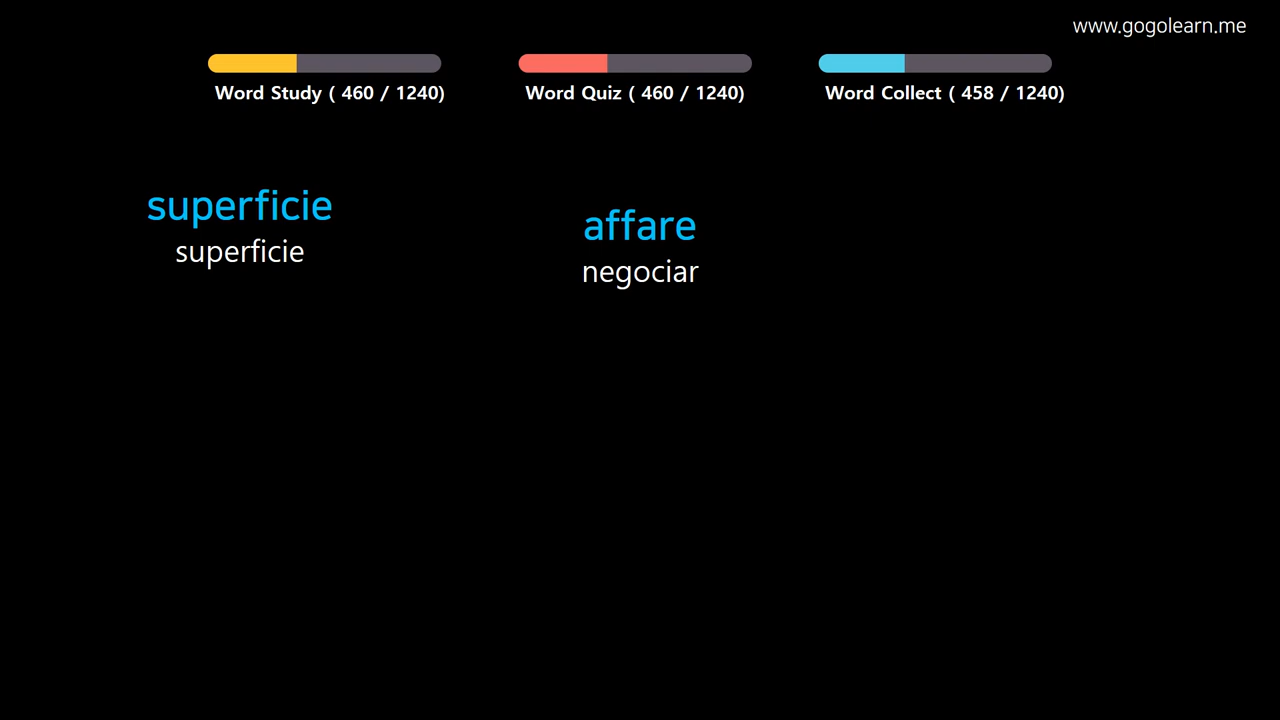 www.gogolearn.me
Word Study ( 460 / 1240)
Word Quiz ( 460 / 1240)
Word Collect ( 458 / 1240)
superficie
superficie
affare
negociar